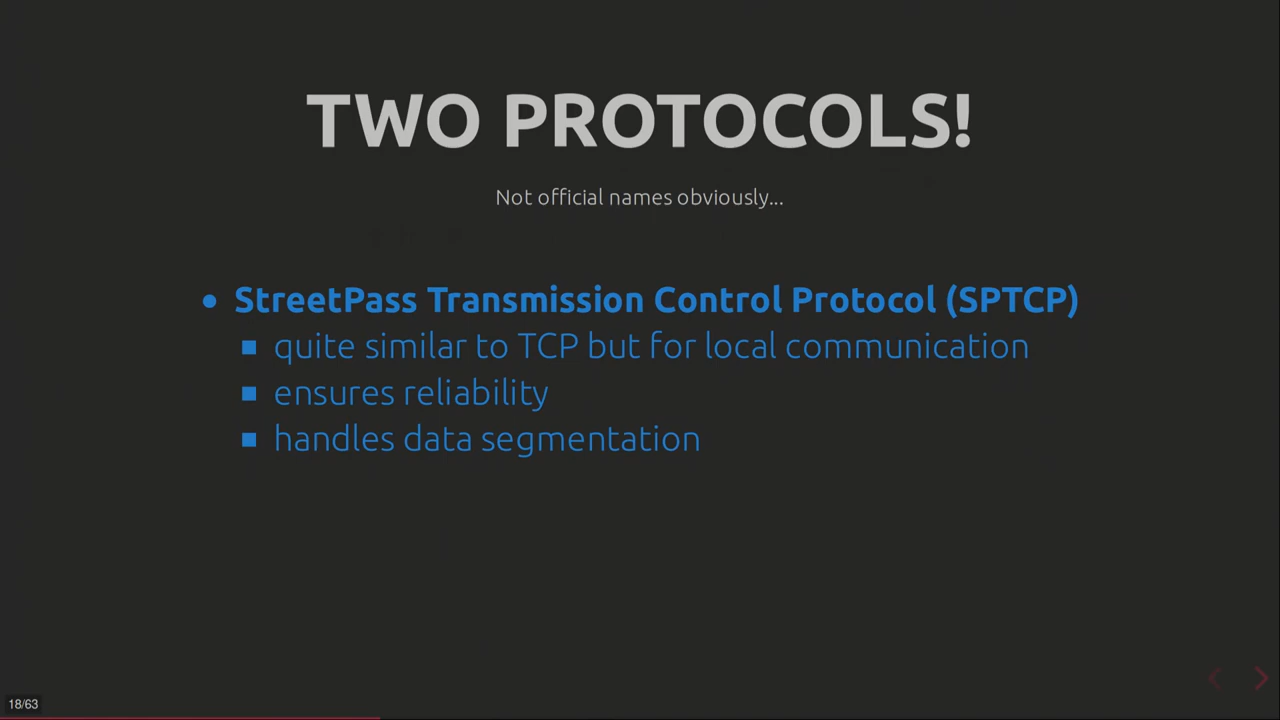 TWO PROTOCOLS!
Not official names obviously...
StreetPass Transmission Control Protocol (SPTCP)
quite similar to TCP but for local communication
ensures reliability
handles data segmentation
18/63